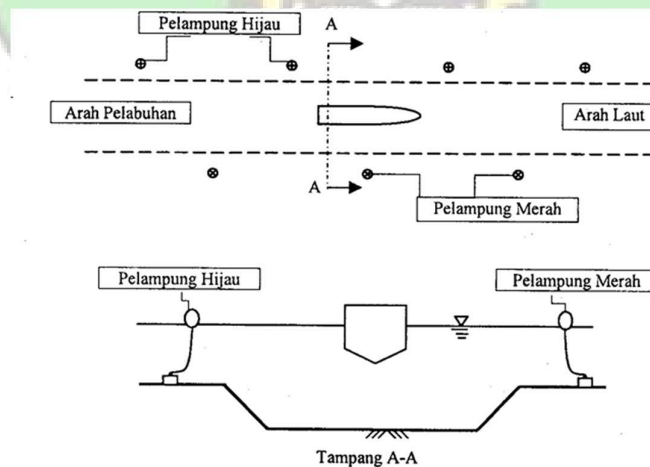 Pelampung Hijau
A
Arah Pelabuhan
Arah Laut
A
Pelampung Merah
Pelampung Hijau
Pelampung Merah
Tampang A-A